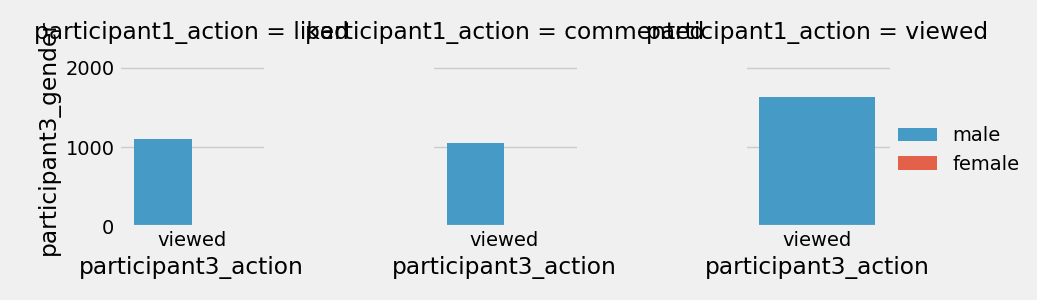 participant1_action = liked
participant1_action = commented
participant1_action = viewed
participant3_gender
2000
1000
0
viewed
viewed
viewed
participant3_action
participant3_action
participant3_action
male
female